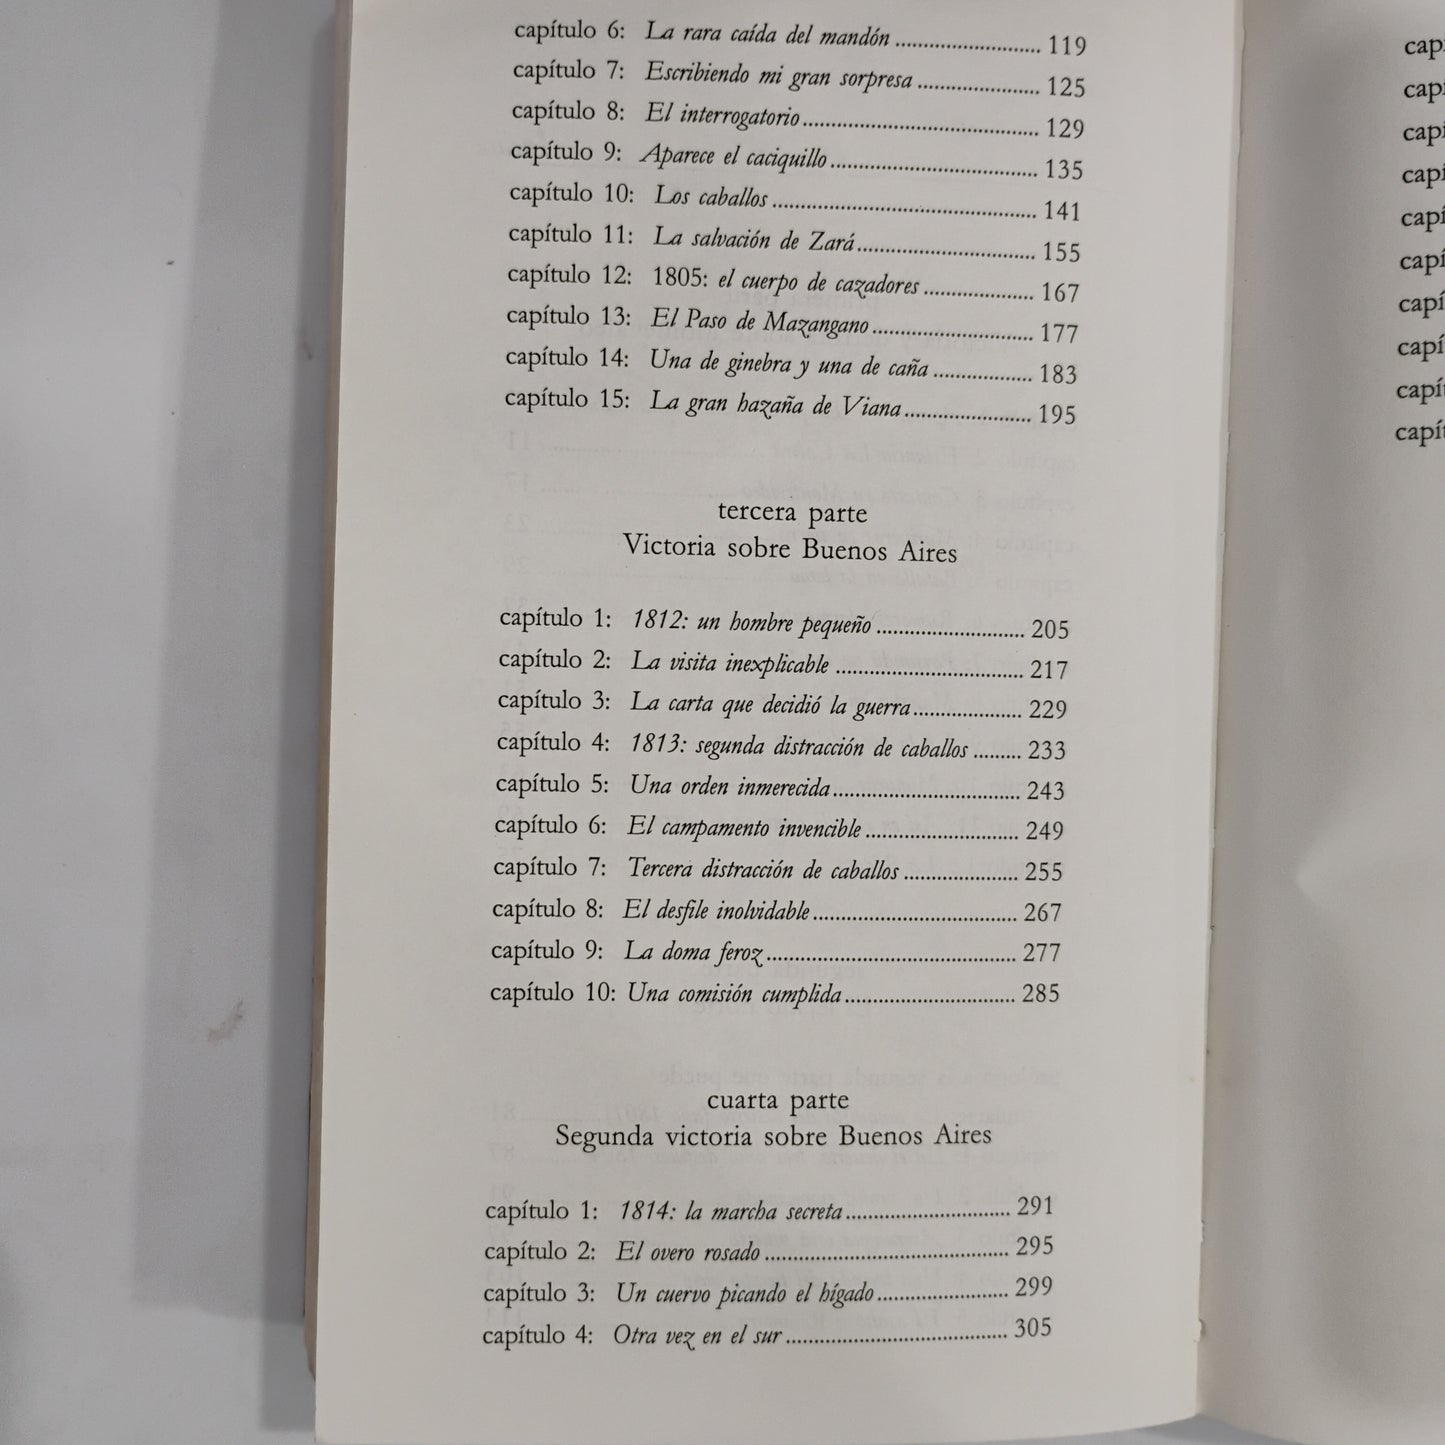 capítulo 6: La rara caída del mandón .......................... 119
capítulo 7: Escribiendo mi gran sorpresa ...................... 125
capítulo 8: El interrogatorio.......................................... 129
capítulo 9: Aparece el caciquillo..................................... 135
capítulo 10: Los caballos ............................................... 141
capítulo 11: La salvación de Zará................................ 155
capítulo 12: 1805: el cuerpo de cazadores .................... 167
capítulo 13: El Paso de Mazangano............................. 177
capítulo 14: Una de ginebra y una de caña .................. 183
capítulo 15: La gran hazaña de Viana....................... 195
tercera parte
Victoria sobre Buenos Aires
capítulo 1: 1812: un hombre pequeño ........................... 205
capítulo 2: La visita inexplicable .................................. 217
capítulo 3: La carta que decidió la guerra.................... 229
capítulo 4: 1813: segunda distracción de caballos ......... 233
capítulo 5: Una orden inmerecida.................................. 243
capítulo 6: El campamento invencible ............................ 249
capítulo 7: Tercera distracción de caballos ..................... 255
capítulo 8: El desfile inolvidable..................................... 267
capítulo 9: La doma feroz............................................. 277
capítulo 10: Una comisión cumplida............................... 285
cuarta parte
Segunda victoria sobre Buenos Aires
capítulo 1: 1814: la marcha secreta.............................. 291
capítulo 2: El overo rosado ............................................ 295
capítulo 3: Un cuervo picando el hígado........................ 299
capítulo 4: Otra vez en el sur ........................................ 305